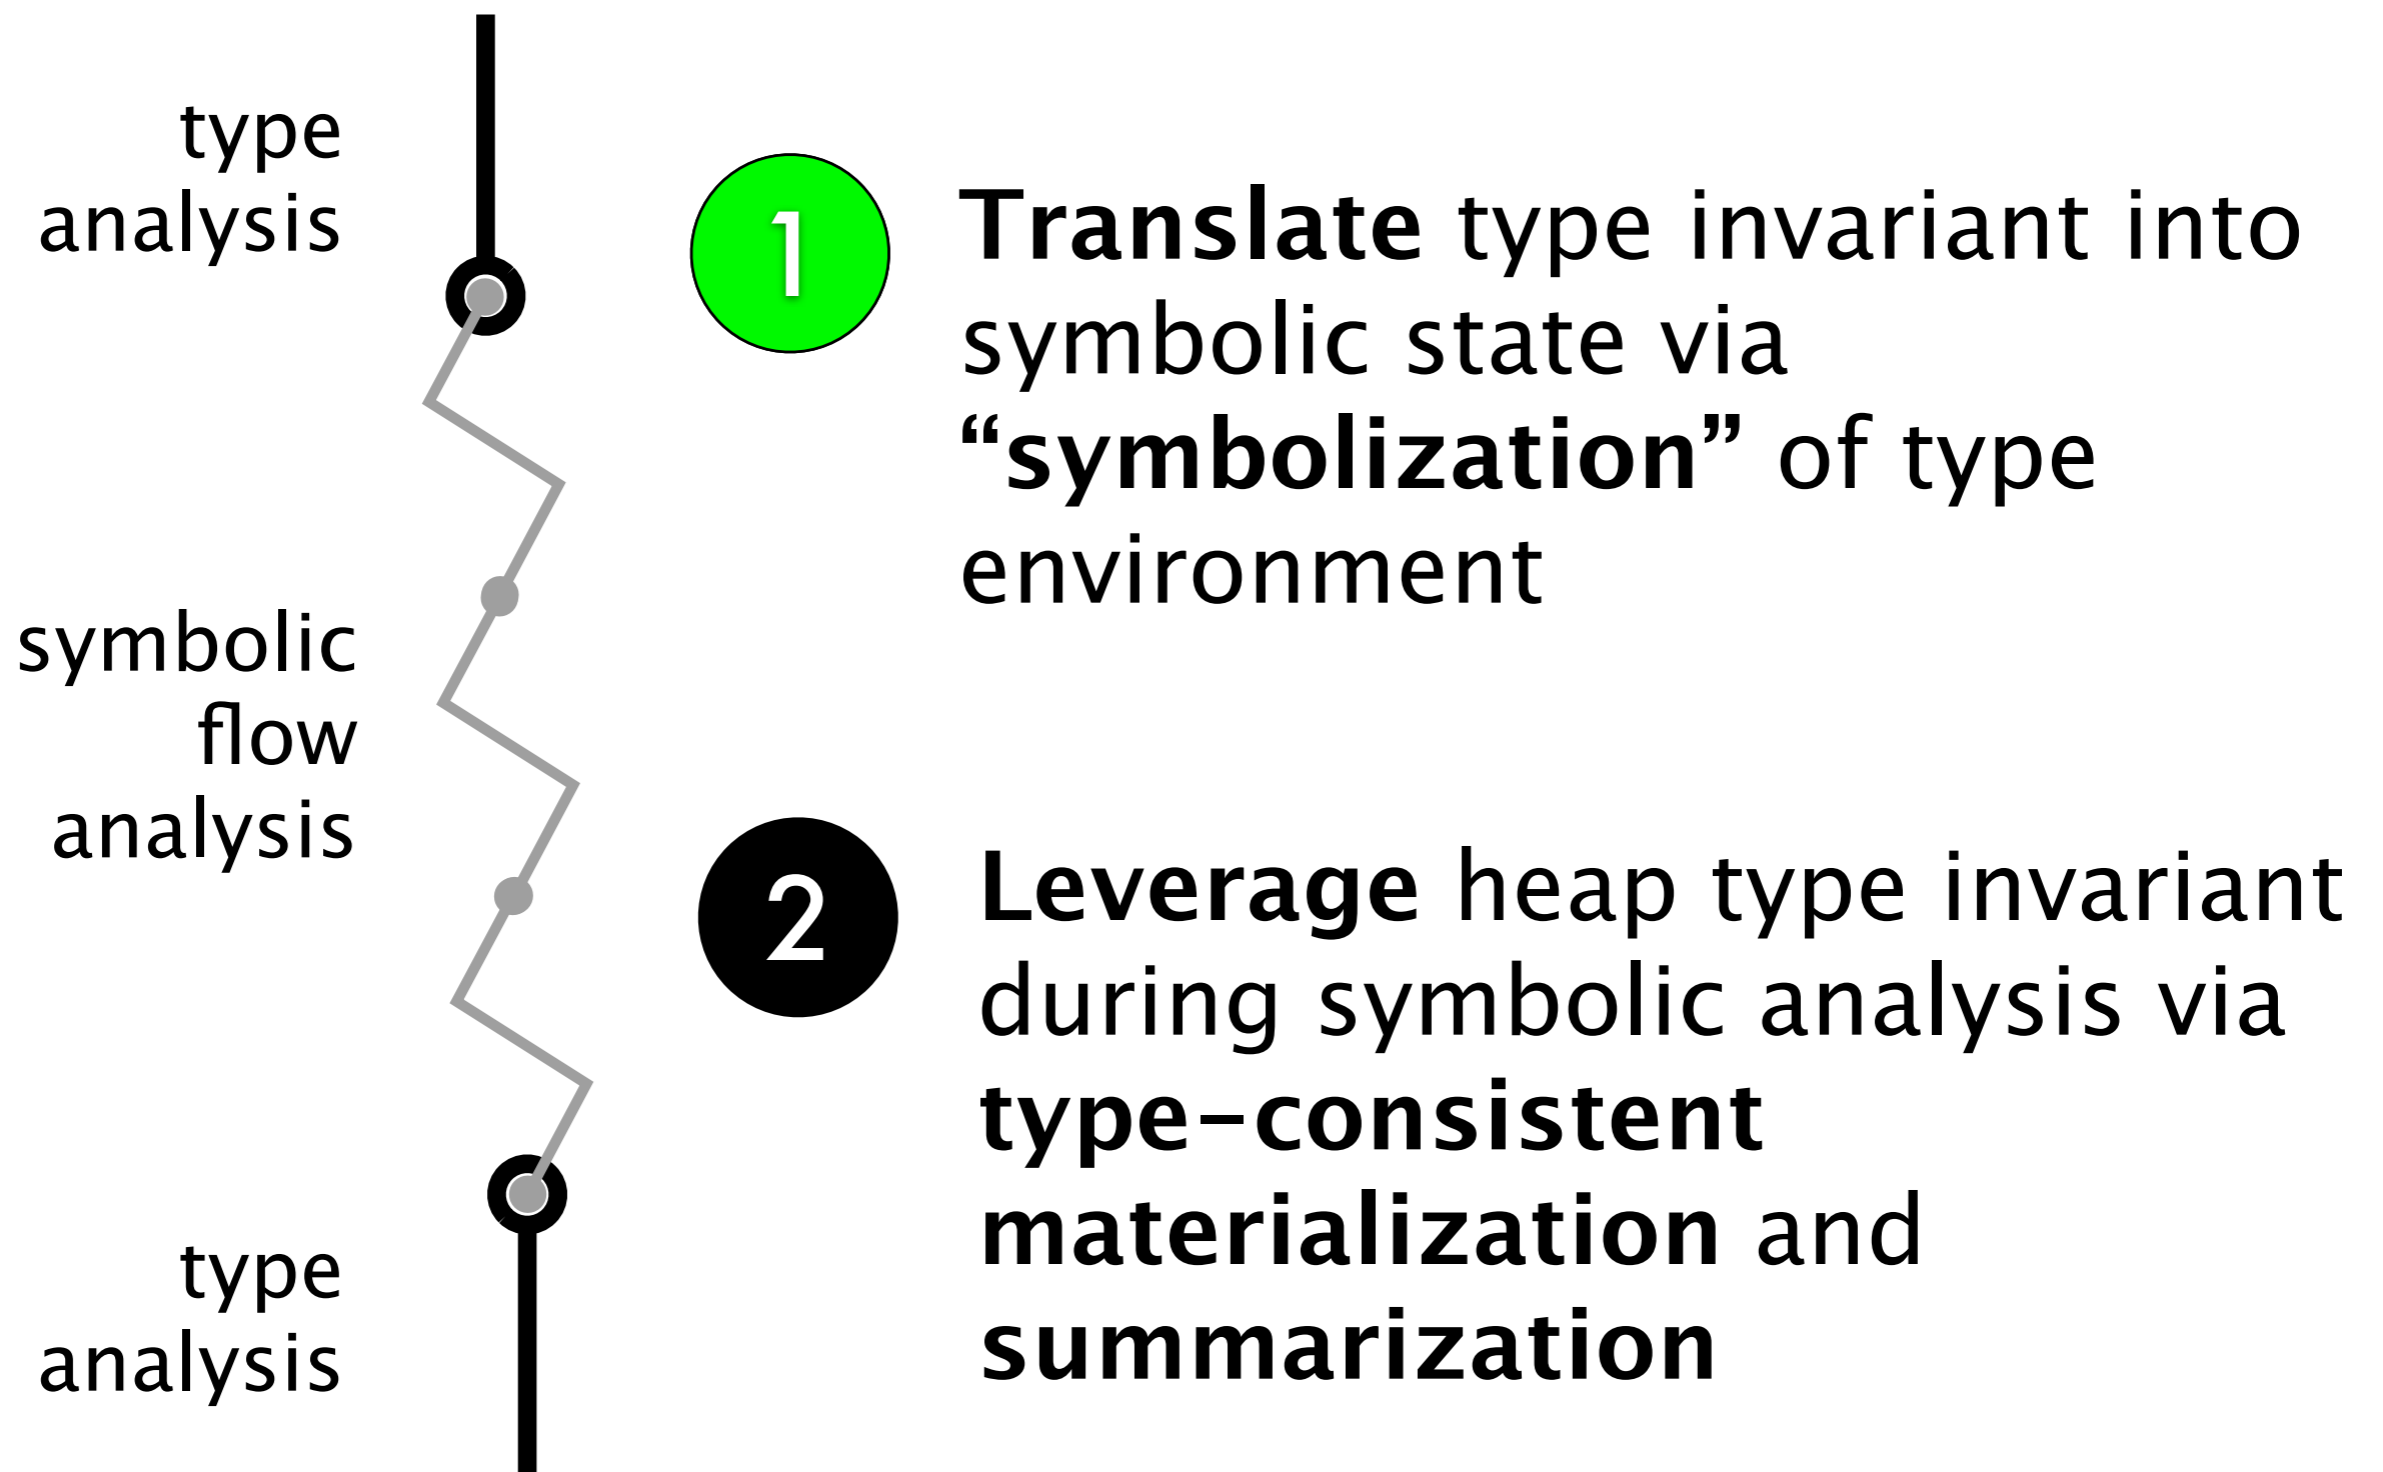 type
analysis
1
Translate type invariant into
symbolic state via
“symbolization” of type
environment
symbolic
flow
analysis
2
Leverage heap type invariant
during symbolic analysis via
type-consistent
materialization and
summarization
type
analysis